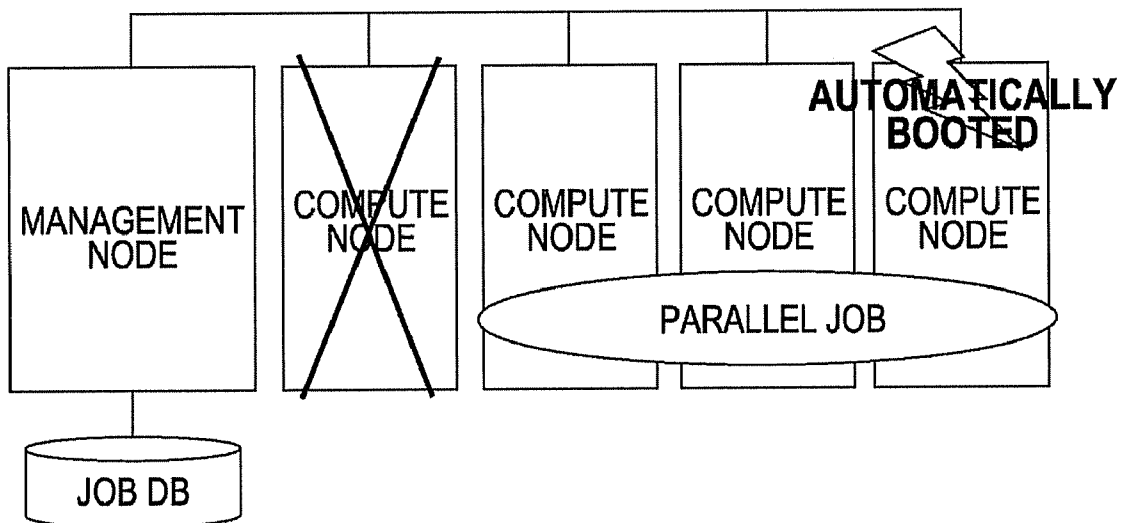 AUTOMATICALLY
BOOTED
MANAGEMENT
NODE
COMPUTE
NODE
COMPUTE
NODE
COMPUTE
NODE
COMPUTE
NODE
PARALLEL JOB
JOB DB